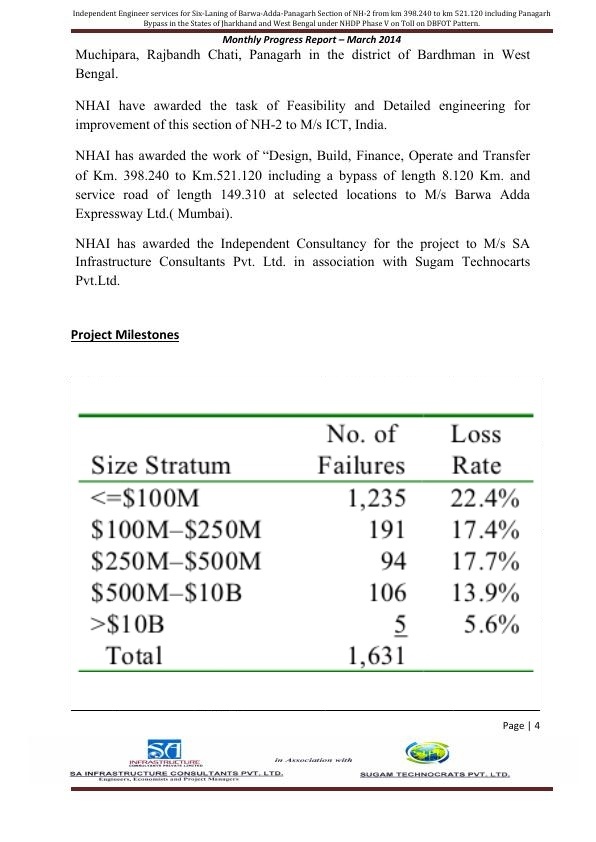 Independent Engineer services for Six-Laning of Barwa-Adda-Panagarh Section of NH-2 from km 398.240 to km 521.120 including Panagarh
Bypass in the States of Jharkhand and West Bengal under NHDP Phase V on Toll on DBFOT Pattern.
Monthly Progress Report – March 2014
Muchipara, Rajbandh Chati, Panagarh in the district of Bardhman in West
Bengal.
NHAI have awarded the task of Feasibility and Detailed engineering for
improvement of this section of NH-2 to M/s ICT, India.
NHAI has awarded the work of “Design, Build, Finance, Operate and Transfer
of Km. 398.240 to Km.521.120 including a bypass of length 8.120 Km. and
service road of length 149.310 at selected locations to M/s Barwa Adda
Expressway Ltd.( Mumbai).
NHAI has awarded the Independent Consultancy for the project to M/s SA
Infrastructure Consultants Pvt. Ltd. in association with Sugam Technocarts
Pvt.Ltd.
Project Milestones
No. of Loss
Size Stratum Failures Rate
<=$100M 1,235 22.4%
$100M–$250M 191 17.4%
$250M–$500M 94 17.7%
$500M–$10B 106 13.9%
>$10B 5 5.6%
Total 1,631
Page | 4
SA
INFRASTRUCTURE
CONSULTANTS PRIVATE LIMITED
in Association with
SA INFRASTRUCTURE CONSULTANTS PVT. LTD. SUGAM TECHNOCRATS PVT. LTD.
Engineers, Economists and Project Managers